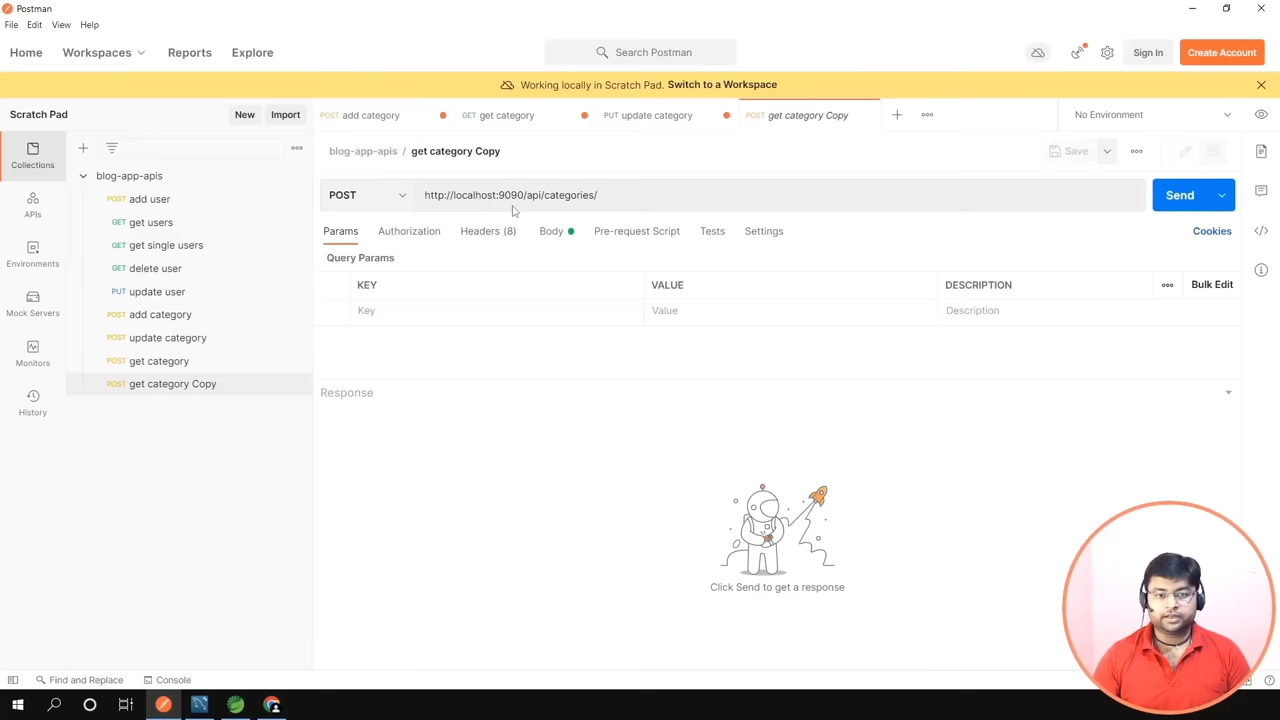 Postman
File Edit View Help
Home Workspaces Reports Explore Search Postman Sign In Create Account
Working locally in Scratch Pad. Switch to a Workspace
Scratch Pad New Import
POST add category GET get category PUT update category POST get category Copy No Environment
Collections
APIs
Environments
Mock Servers
Monitors
History
blog-app-apis
POST add user
GET get users
GET get single users
GET delete user
PUT update user
POST add category
POST update category
POST get category
POST get category Copy
blog-app-apis / get category Copy Save
POST http://localhost:9090/api/categories/ Send
Params Authorization Headers (8) Body Pre-request Script Tests Settings Cookies
Query Params
KEY VALUE DESCRIPTION Bulk Edit
Key Value Description
Response
Click Send to get a response
Find and Replace Console